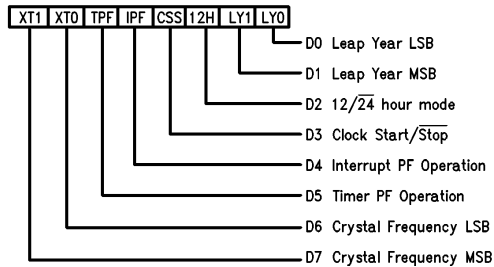 XT1 XT0 TPF IPF CSS 12H LY1 LY0
D0 Leap Year LSB
D1 Leap Year MSB
D2 12/24 hour mode
D3 Clock Start/Stop
D4 Interrupt PF Operation
D5 Timer PF Operation
D6 Crystal Frequency LSB
D7 Crystal Frequency MSB